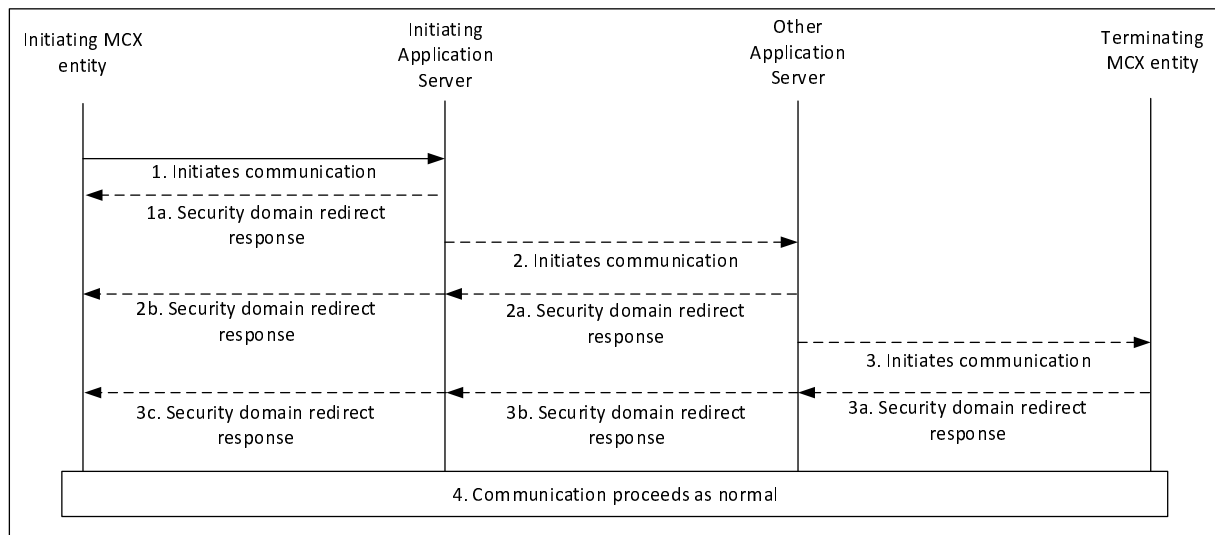 Initiating MCX
entity
Initiating
Application
Server
Other
Application
Server
Terminating
MCX entity
1. Initiates communication
1a. Security domain redirect
response
2. Initiates communication
2b. Security domain redirect
response
2a. Security domain redirect
response
3. Initiates communication
3c. Security domain redirect
response
3b. Security domain redirect
response
3a. Security domain redirect
response
4. Communication proceeds as normal